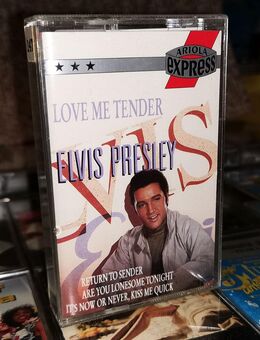 ARIOLA
express
LOVE ME TENDER
ELVIS
ELVIS PRESLEY
RETURN TO SENDER
ARE YOU LONESOME TONIGHT
IT'S NOW OR NEVER, KISS ME QUICK